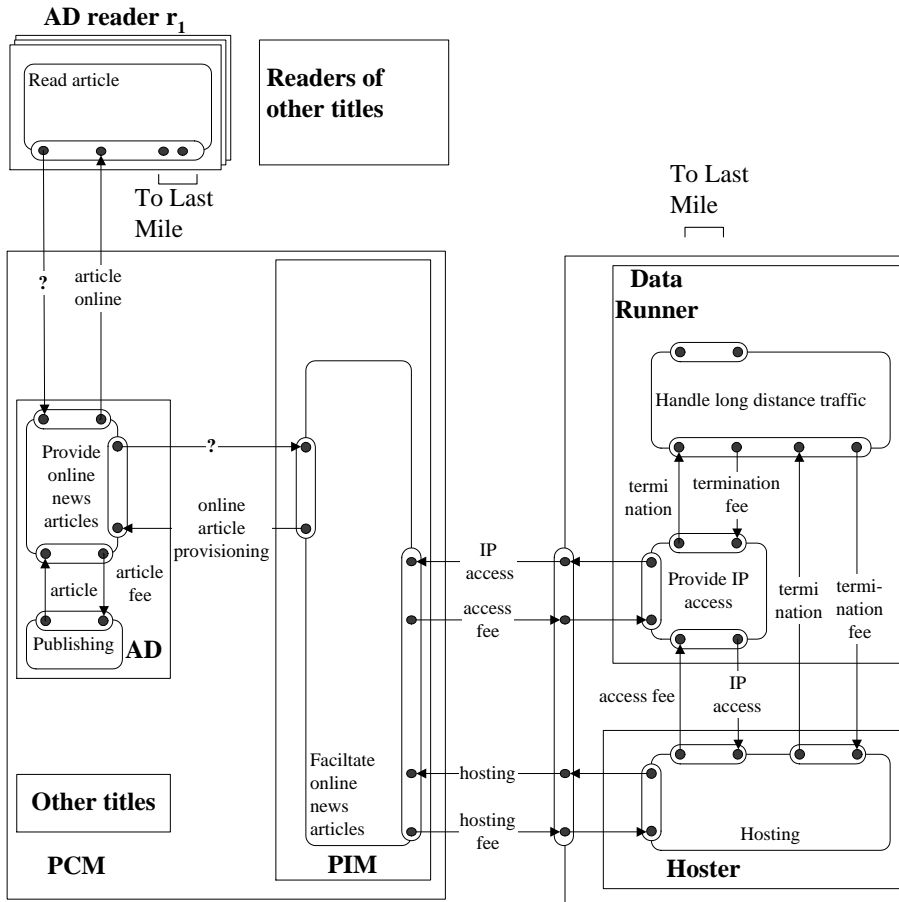 AD reader r1
Read article
Readers of
other titles
To Last
Mile
To Last
Mile
?
article
online
Data
Runner
Handle long distance traffic
Provide
online
news
articles
?
online
article
provisioning
termi
nation
termination
fee
IP
access
Provide IP
access
access
fee
termi
nation
termi-
nation
fee
article
article
fee
Publishing
AD
access fee
IP
access
Faciltate
online
news
articles
hosting
hosting
fee
Hosting
Other titles
PCM
PIM
Hoster